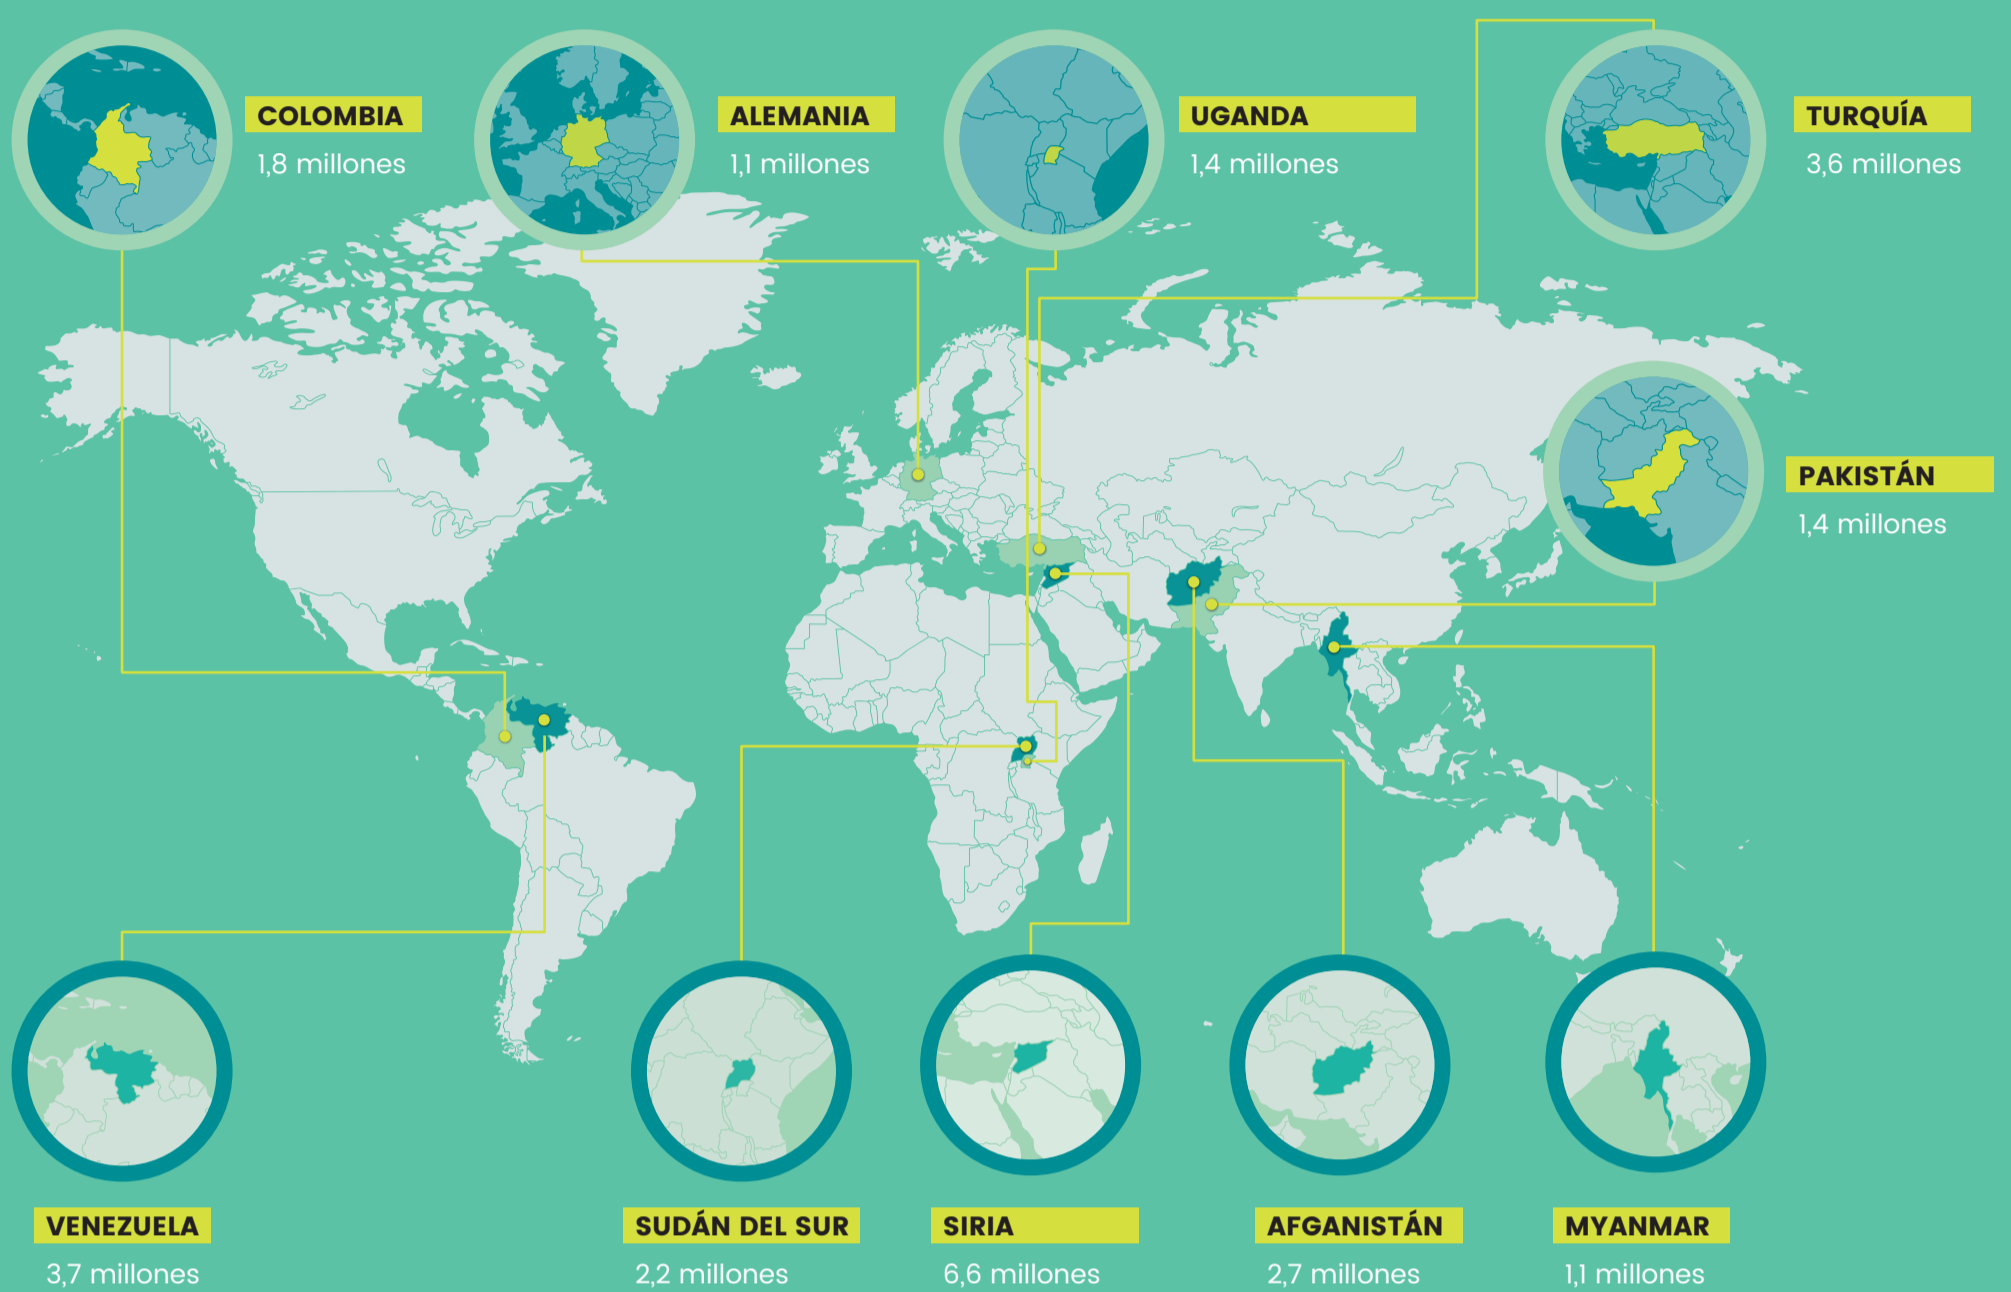 COLOMBIA
1,8 millones
ALEMANIA
1,1 millones
UGANDA
1,4 millones
TURQUÍA
3,6 millones
PAKISTÁN
1,4 millones
VENEZUELA
3,7 millones
SUDÁN DEL SUR
2,2 millones
SIRIA
6,6 millones
AFGANISTÁN
2,7 millones
MYANMAR
1,1 millones